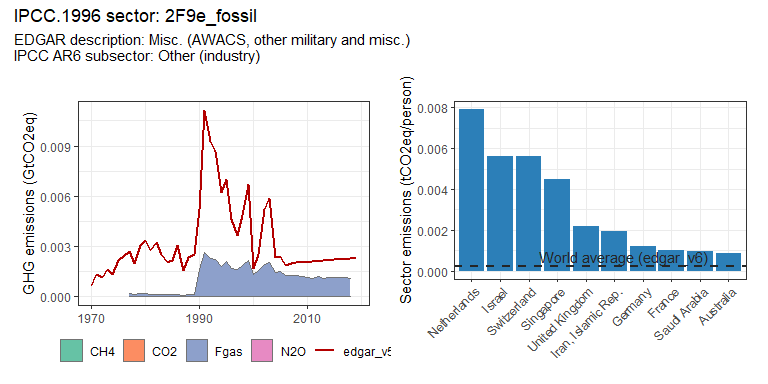 IPCC.1996 sector: 2F9e_fossil
EDGAR description: Misc. (AWACS, other military and misc.)
IPCC AR6 subsector: Other (industry)
GHG emissions (GtCO2eq)
0.009
0.006
0.003
0.000
1970
1990
2010
CH4
CO2
Fgas
N2O
edgar_v6
Sector emissions (tCO2eq/person)
0.008
0.006
0.004
0.002
0.000
World average (edgar_v6)
Netherlands
Israel
Switzerland
Singapore
United Kingdom
Iran, Islamic Rep.
Germany
France
Saudi Arabia
Australia